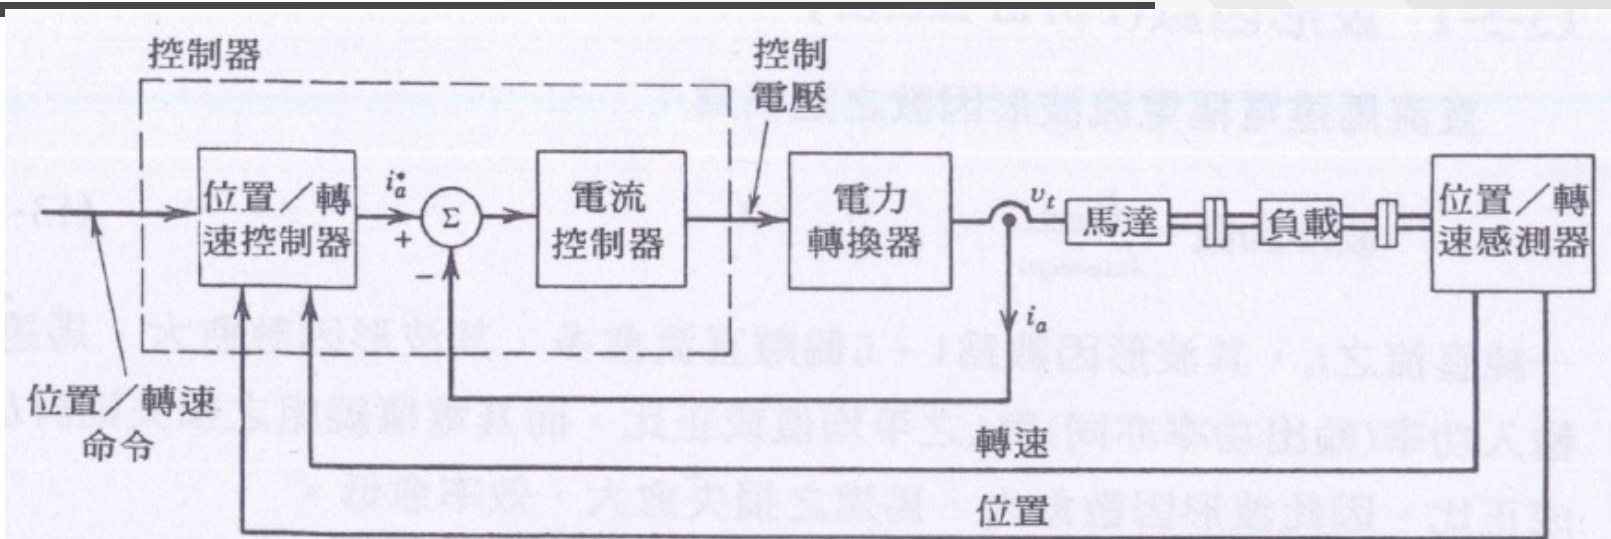 控制器
控制
電壓
位置／轉
速控制器
i*a
+
−
Σ
電流
控制器
電力
轉換器
vt
ia
馬達
負載
位置／轉
速感測器
位置／轉速
命令
轉速
位置